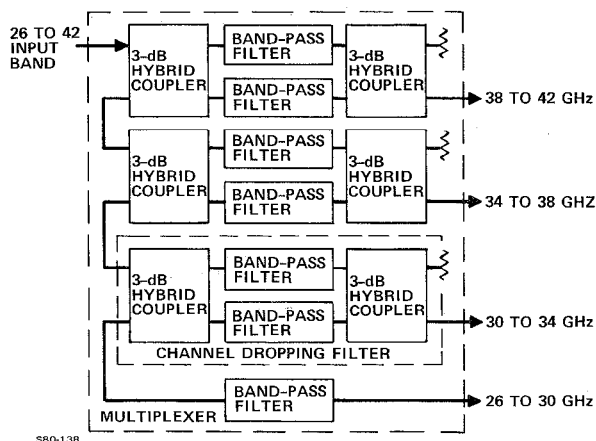 26 TO 42
INPUT
BAND
3-dB
HYBRID
COUPLER
BAND-PASS
FILTER
3-dB
HYBRID
COUPLER
BAND-PASS
FILTER
38 TO 42 GHz
3-dB
HYBRID
COUPLER
BAND-PASS
FILTER
3-dB
HYBRID
COUPLER
BAND-PASS
FILTER
34 TO 38 GHZ
3-dB
HYBRID
COUPLER
BAND-PASS
FILTER
3-dB
HYBRID
COUPLER
BAND-PASS
FILTER
30 TO 34 GHz
CHANNEL DROPPING FILTER
BAND-PASS
FILTER
26 TO 30 GHz
MULTIPLEXER
S80-138